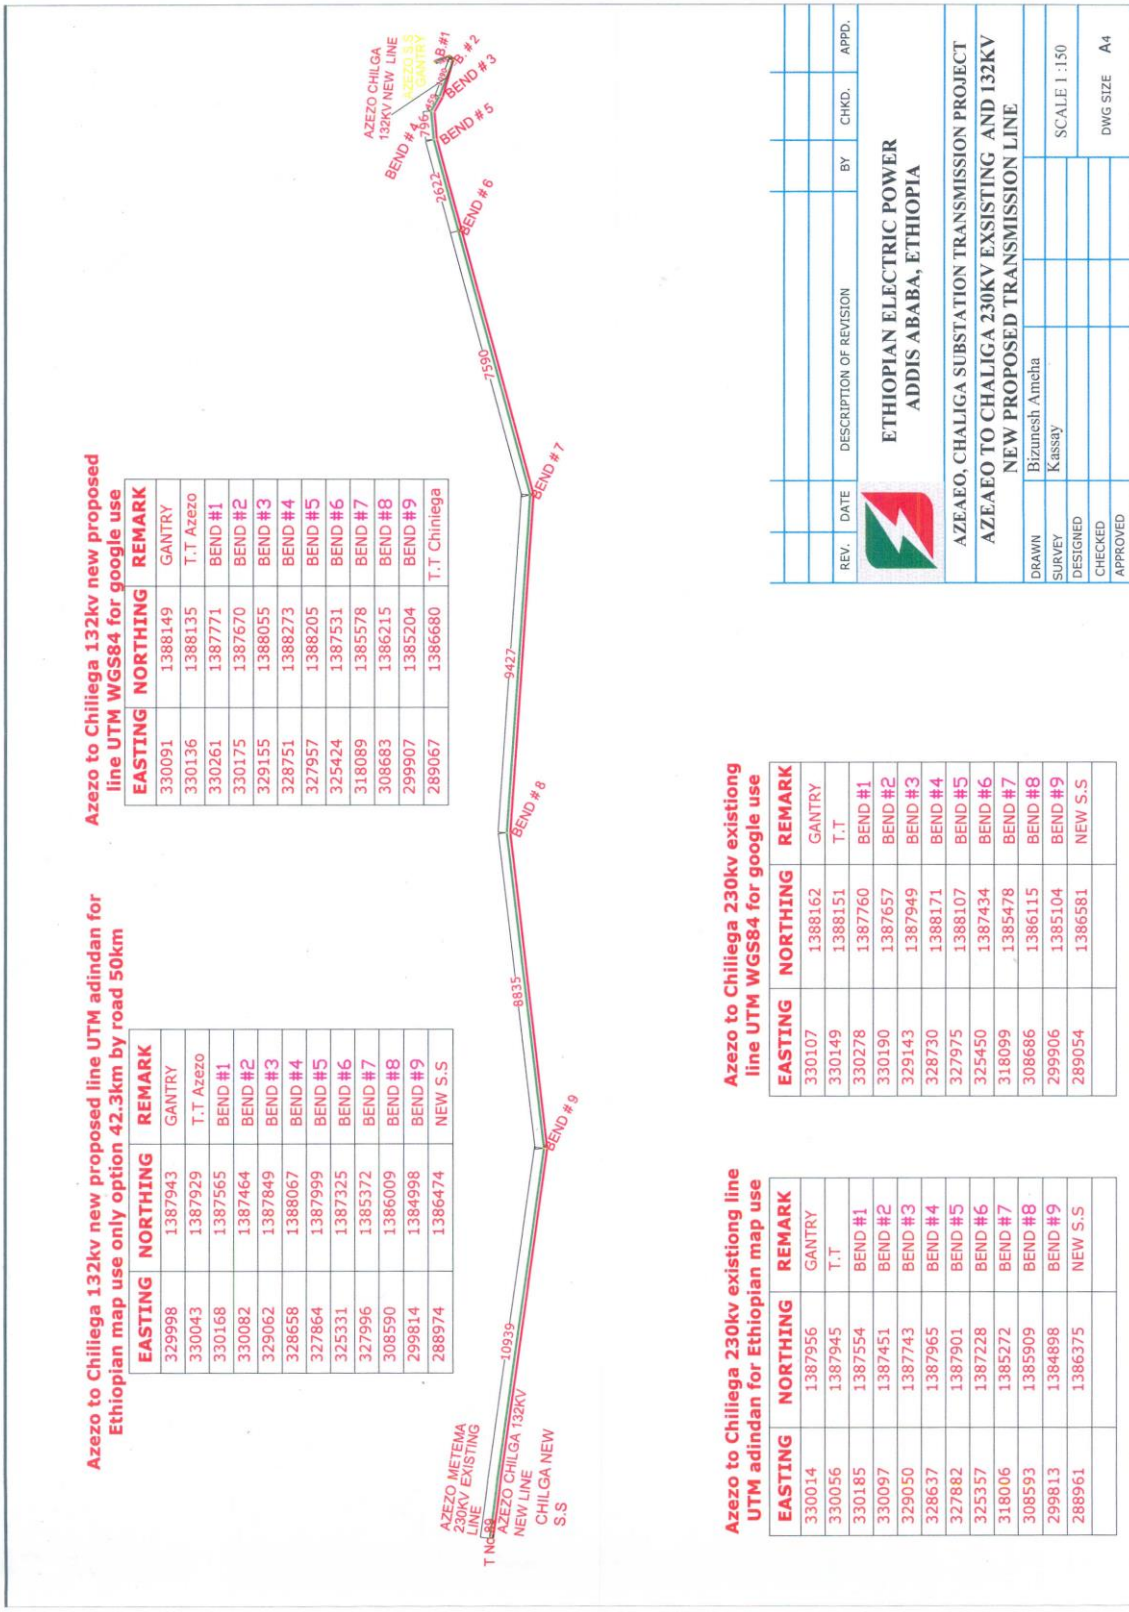 Azezo to Chiliega 132kv new proposed line UTM adindan for
Ethiopian map use only option 42.3km by road 50km
EASTING NORTHING REMARK
329998 1387943 GANTRY
330043 1387929 T.T Azezo
330168 1387565 BEND #1
330082 1387464 BEND #2
329062 1387849 BEND #3
328658 1388067 BEND #4
327864 1387999 BEND #5
325331 1387325 BEND #6
327996 1385372 BEND #7
308590 1386009 BEND #8
299814 1384998 BEND #9
288974 1386474 NEW S.S
Azezo to Chiliega 132kv new proposed
line UTM WGS84 for google use
EASTING NORTHING REMARK
330091 1388149 GANTRY
330136 1388135 T.T Azezo
330261 1387771 BEND #1
330175 1387670 BEND #2
329155 1388055 BEND #3
328751 1388273 BEND #4
327957 1388205 BEND #5
325424 1387531 BEND #6
318089 1385578 BEND #7
308683 1386215 BEND #8
299907 1385204 BEND #9
289067 1386680 T.T Chiniega
AZEZO CHILGA
132KV NEW LINE
AZEZO S.S
GANTRY
B.#1
B. # 2
BEND # 3
BEND # 4
BEND # 5
796
2622
BEND # 6
7590
BEND # 7
9427
BEND # 8
8835
BEND # 9
10939
AZEZO METEMA
230KV EXISTING
LINE
T No 89
AZEZO CHILGA 132KV
NEW LINE
CHILGA NEW
S.S
Azezo to Chiliega 230kv existiong line
UTM adindan for Ethiopian map use
EASTING NORTHING REMARK
330014 1387956 GANTRY
330056 1387945 T.T
330185 1387554 BEND #1
330097 1387451 BEND #2
329050 1387743 BEND #3
328637 1387965 BEND #4
327882 1387901 BEND #5
325357 1387228 BEND #6
318006 1385272 BEND #7
308593 1385909 BEND #8
299813 1384898 BEND #9
288961 1386375 NEW S.S
Azezo to Chiliega 230kv existiong
line UTM WGS84 for google use
EASTING NORTHING REMARK
330107 1388162 GANTRY
330149 1388151 T.T
330278 1387760 BEND #1
330190 1387657 BEND #2
329143 1387949 BEND #3
328730 1388171 BEND #4
327975 1388107 BEND #5
325450 1387434 BEND #6
318099 1385478 BEND #7
308686 1386115 BEND #8
299906 1385104 BEND #9
289054 1386581 NEW S.S
REV. DATE DESCRIPTION OF REVISION BY CHKD. APPD.
ETHIOPIAN ELECTRIC POWER
ADDIS ABABA, ETHIOPIA
AZEAEO, CHALIGA SUBSTATION TRANSMISSION PROJECT
AZEAEO TO CHALIGA 230KV EXSISTING AND 132KV
NEW PROPOSED TRANSMISSION LINE
DRAWN Bizunesh Ameha
SURVEY Kassay
SCALE 1 :150
DESIGNED
CHECKED
DWG SIZE A4
APPROVED